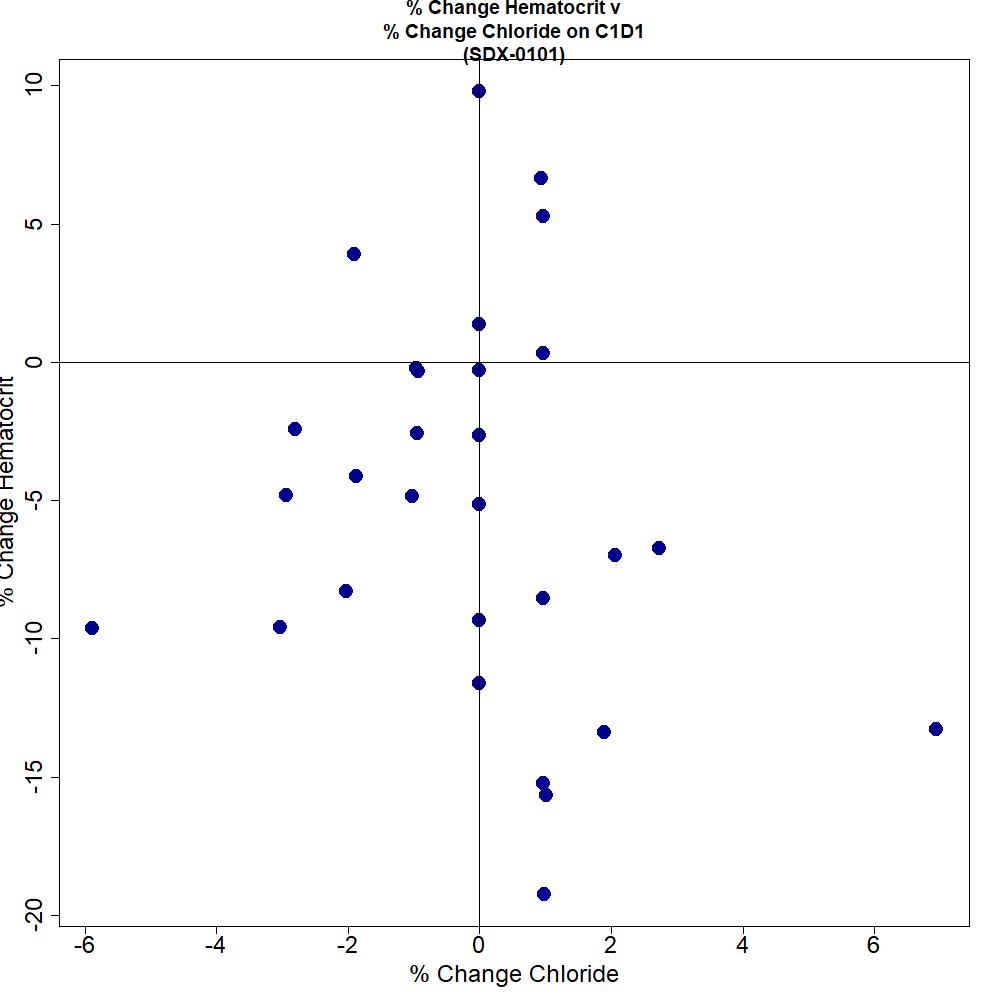 % Change Hematocrit v
% Change Chloride on C1D1
(SDX-0101)
10
5
0
-5
-10
-15
-20
% Change Hematocrit
-6
-4
-2
0
2
4
6
% Change Chloride